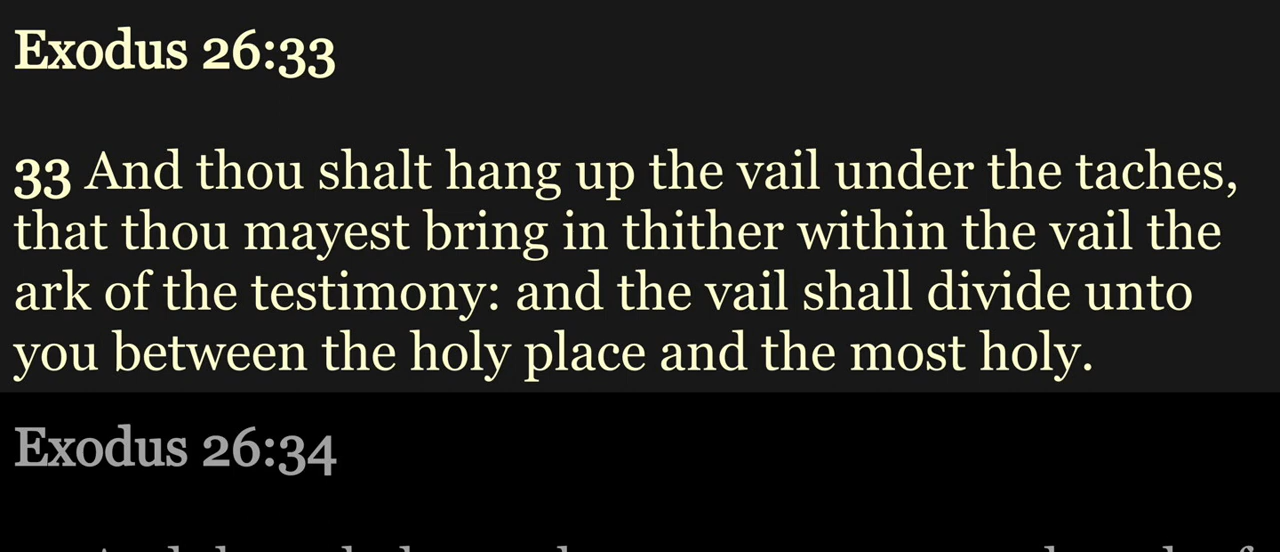 Exodus 26:33
33 And thou shalt hang up the vail under the taches,
that thou mayest bring in thither within the vail the
ark of the testimony: and the vail shall divide unto
you between the holy place and the most holy.
Exodus 26:34